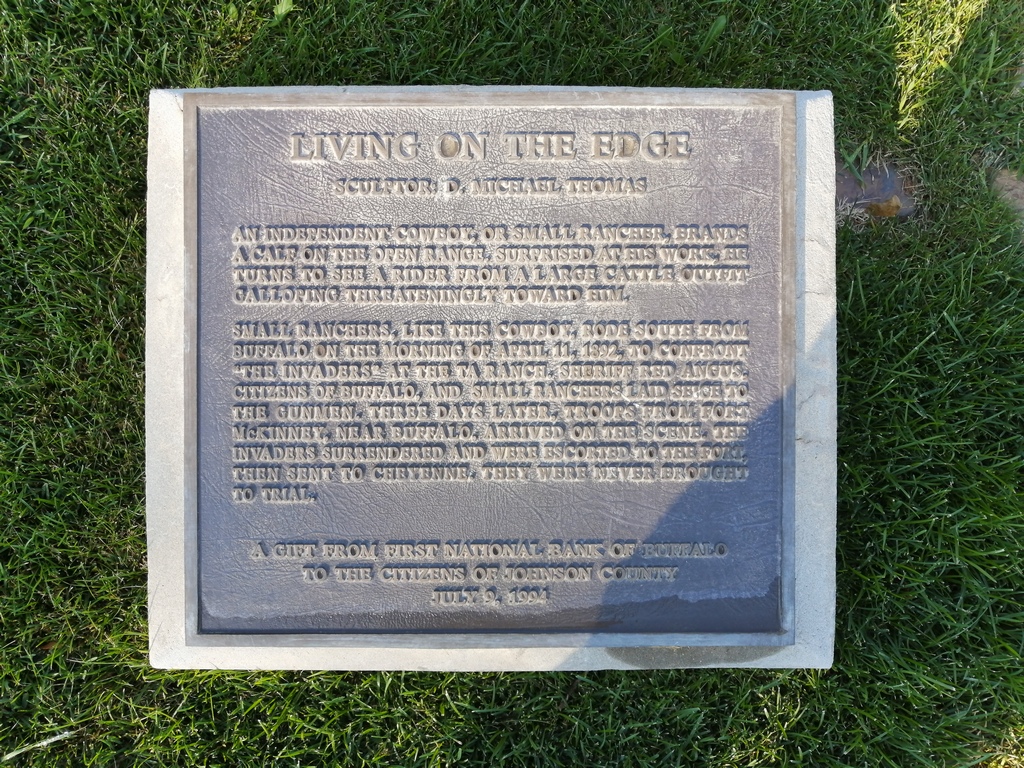 LIVING ON THE EDGE
SCULPTOR: D. MICHAEL THOMAS
AN INDEPENDENT COWBOY, OR SMALL RANCHER, BRANDS
A CALF ON THE OPEN RANGE. SURPRISED AT HIS WORK, HE
TURNS TO SEE A RIDER FROM A LARGE CATTLE OUTFIT
GALLOPING THREATENINGLY TOWARD HIM.
SMALL RANCHERS, LIKE THIS COWBOY, RODE SOUTH FROM
BUFFALO ON THE MORNING OF APRIL 11, 1892, TO CONFRONT
"THE INVADERS" AT THE TA RANCH. SHERIFF RED ANGUS,
CITIZENS OF BUFFALO, AND SMALL RANCHERS LAID SIEGE TO
THE GUNMEN. THREE DAYS LATER, TROOPS FROM FORT
McKINNEY, NEAR BUFFALO, ARRIVED ON THE SCENE. THE
INVADERS SURRENDERED AND WERE ESCORTED TO THE FORT,
THEN SENT TO CHEYENNE. THEY WERE NEVER BROUGHT
TO TRIAL.
A GIFT FROM FIRST NATIONAL BANK OF BUFFALO
TO THE CITIZENS OF JOHNSON COUNTY
JULY 9, 1994